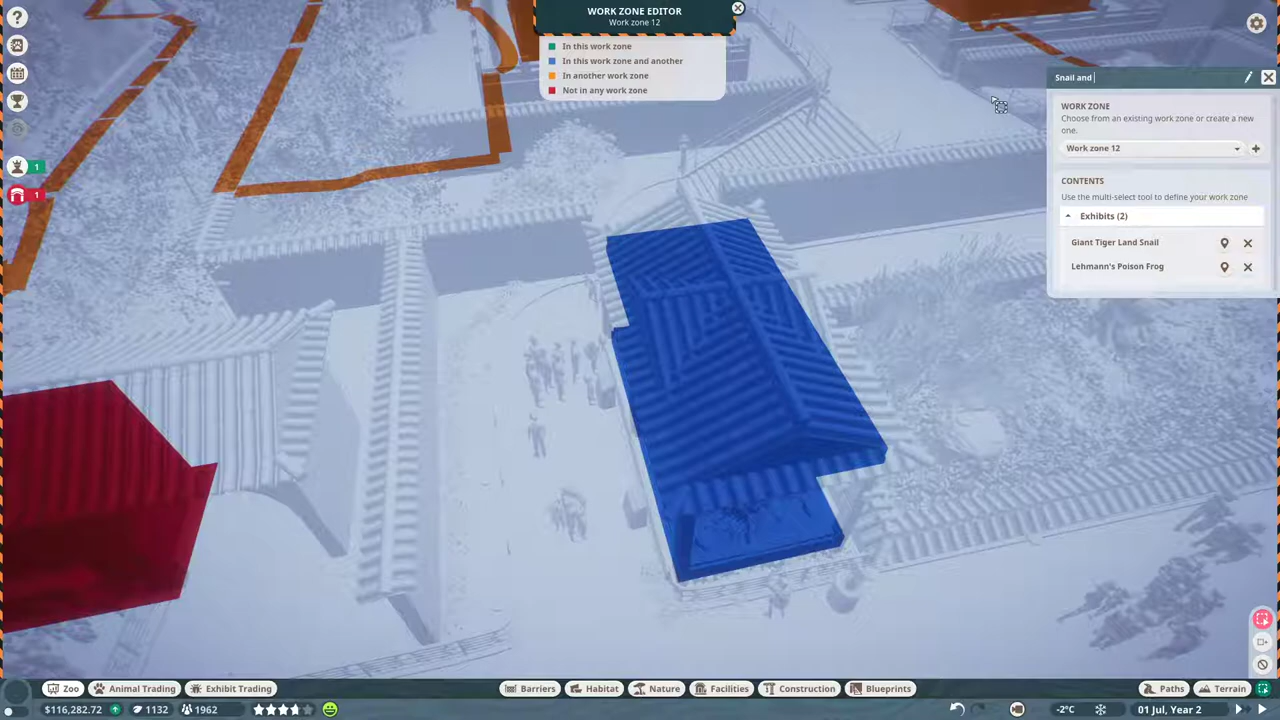 WORK ZONE EDITOR
Work zone 12
In this work zone
In this work zone and another
In another work zone
Not in any work zone
1
1
Snail and
WORK ZONE
Choose from an existing work zone or create a new
one.
Work zone 12
CONTENTS
Use the multi-select tool to define your work zone
Exhibits (2)
Giant Tiger Land Snail
Lehmann's Poison Frog
Zoo
Animal Trading
Exhibit Trading
Barriers
Habitat
Nature
Facilities
Construction
Blueprints
Paths
Terrain
$116,282.72
1132
1962
-2°C
01 Jul, Year 2